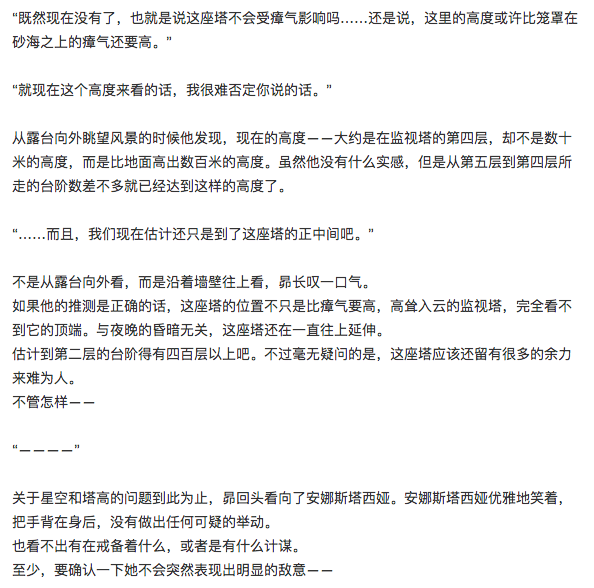 “既然现在没有了，也就是说这座塔不会受瘴气影响吗……还是说，这里的高度或许比笼罩在
砂海之上的瘴气还要高。”
“就现在这个高度来看的话，我很难否定你说的话。”
从露台向外眺望风景的时候他发现，现在的高度——大约是在监视塔的第四层，却不是数十
米的高度，而是比地面高出数百米的高度。虽然他没有什么实感，但是从第五层到第四层所
走的台阶数差不多就已经达到这样的高度了。
“……而且，我们现在估计还只是到了这座塔的正中间吧。”
不是从露台向外看，而是沿着墙壁往上看，昴长叹一口气。
如果他的推测是正确的话，这座塔的位置不只是比瘴气要高，高耸入云的监视塔，完全看不
到它的顶端。与夜晚的昏暗无关，这座塔还在一直往上延伸。
估计到第二层的台阶得有四百层以上吧。不过毫无疑问的是，这座塔应该还留有很多的余力
来难为人。
不管怎样——
“————”
关于星空和塔高的问题到此为止，昴回头看向了安娜斯塔西娅。安娜斯塔西娅优雅地笑着，
把手背在身后，没有做出任何可疑的举动。
也看不出有在戒备着什么，或者是有什么计谋。
至少，要确认一下她不会突然表现出明显的敌意——